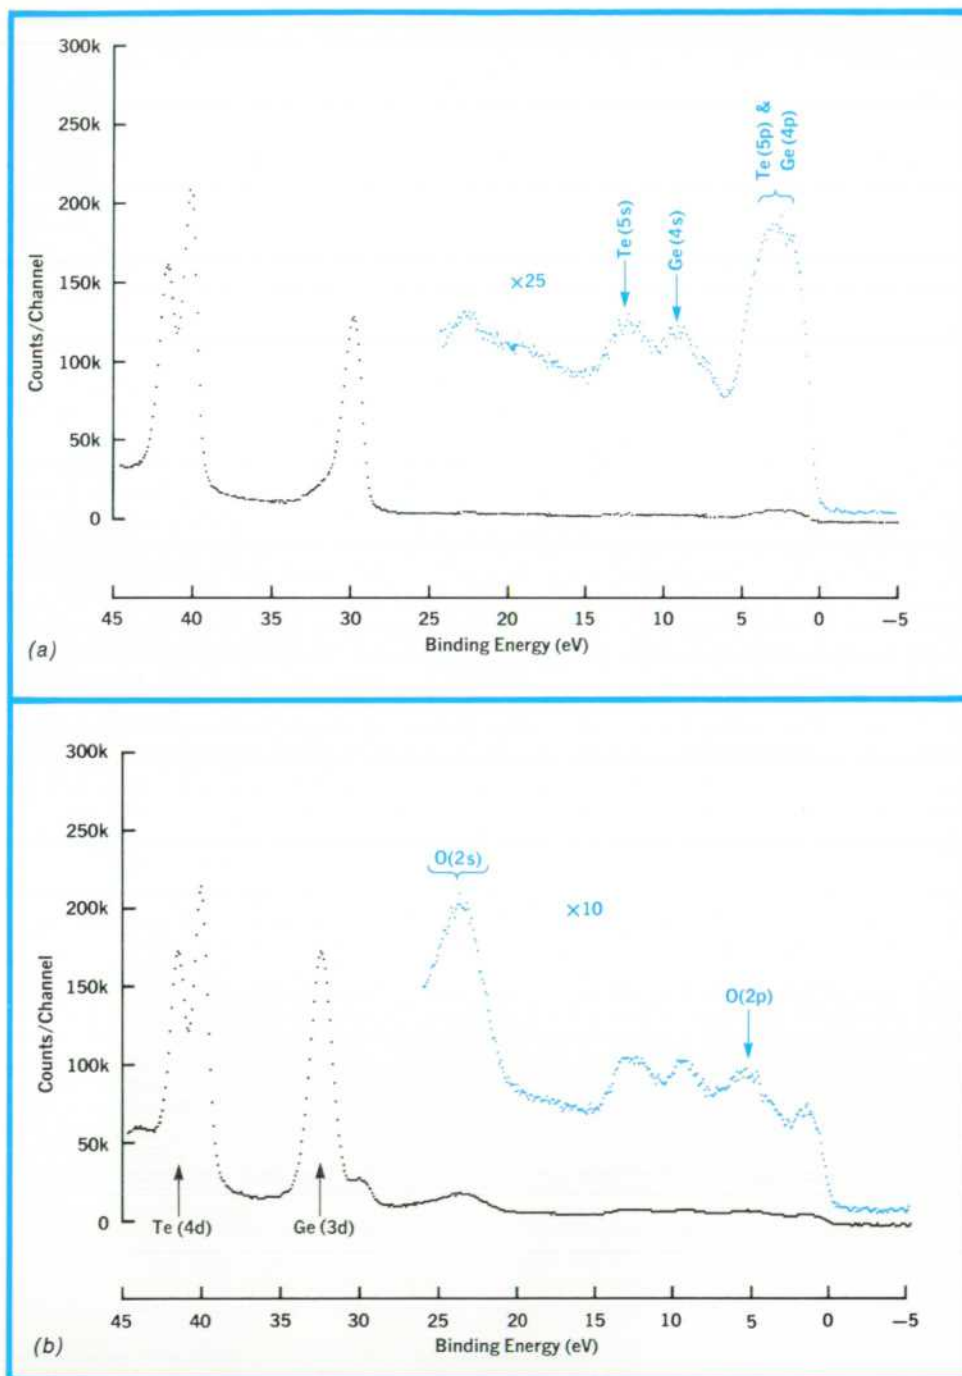 300k
250k
200k
150k
100k
50k
0
Counts/Channel
Te (5p) &
Ge (4p)
Te (5s)
Ge (4s)
×25
45 40 35 30 25 20 15 10 5 0 —5
Binding Energy (eV)
(a)
300k
250k
200k
150k
100k
50k
0
Counts/Channel
O(2s)
×10
O(2p)
Te (4d)
Ge (3d)
45 40 35 30 25 20 15 10 5 0 —5
Binding Energy (eV)
(b)